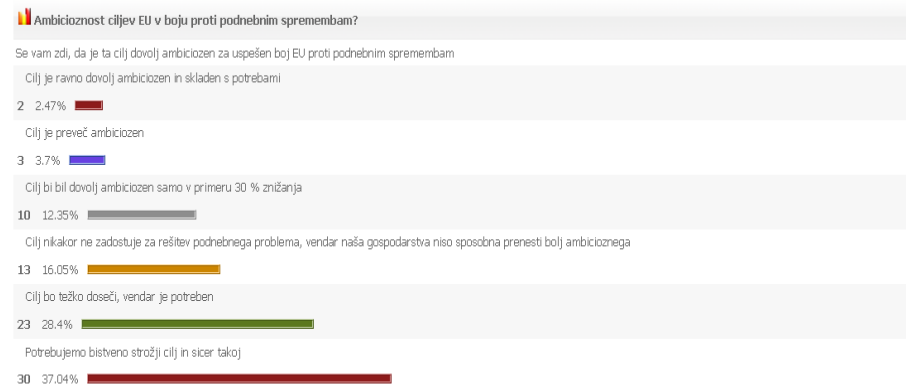 Ambicioznost ciljev EU v boju proti podnebnim spremembam?
Se vam zdi, da je ta cilj dovolj ambiciozen za uspešen boj EU proti podnebnim spremembam
Cilj je ravno dovolj ambiciozen in skladen s potrebami
2 2.47%
Cilj je preveč ambiciozen
3 3.7%
Cilj bi bil dovolj ambiciozen samo v primeru 30 % znižanja
10 12.35%
Cilj nikakor ne zadostuje za rešitev podnebnega problema, vendar naša gospodarstva niso sposobna prenesti bolj ambicioznega
13 16.05%
Cilj bo težko doseči, vendar je potreben
23 28.4%
Potrebujemo bistveno strožji cilj in sicer takoj
30 37.04%